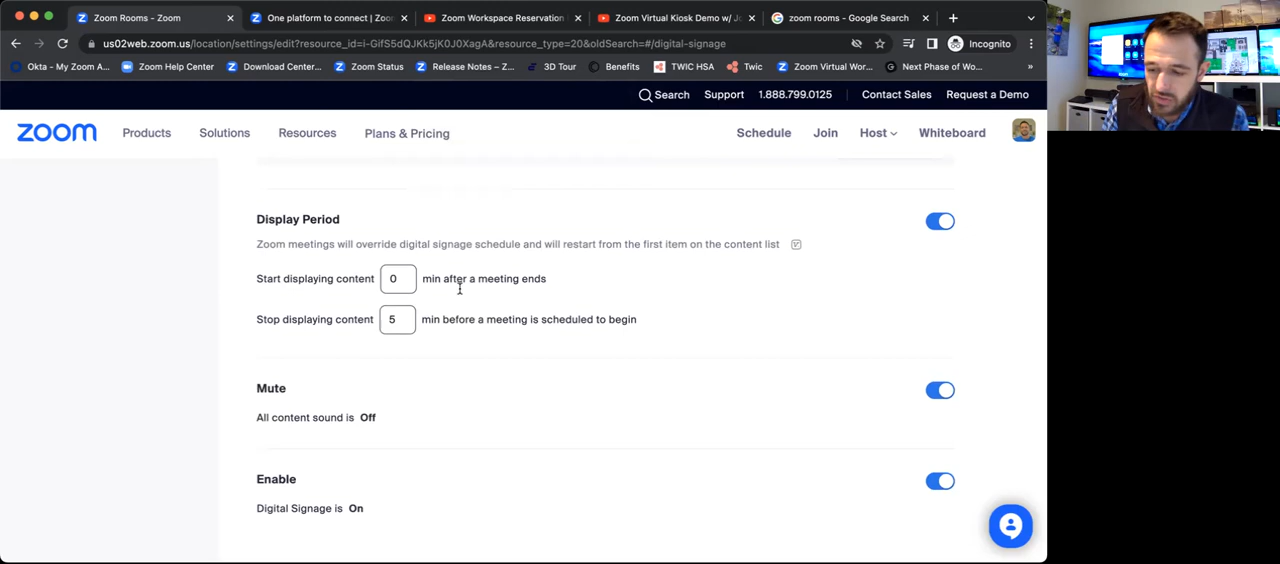 Zoom Rooms - Zoom
One platform to connect | Zoo
Zoom Workspace Reservation
Zoom Virtual Kiosk Demo w/ Jo
zoom rooms - Google Search
us02web.zoom.us/location/settings/edit?resource_id=i-GifS5dQJKk5jK0J0XagA&resource_type=20&oldSearch=#/digital-signage
Incognito
Okta - My Zoom A...
Zoom Help Center
Download Center...
Zoom Status
Release Notes – Z...
3D Tour
Benefits
TWIC HSA
Twic
Zoom Virtual Wor...
Next Phase of Wo...
Search
Support
1.888.799.0125
Contact Sales
Request a Demo
zoom
Products
Solutions
Resources
Plans & Pricing
Schedule
Join
Host
Whiteboard
Display Period
Zoom meetings will override digital signage schedule and will restart from the first item on the content list
Start displaying content 0 min after a meeting ends
Stop displaying content 5 min before a meeting is scheduled to begin
Mute
All content sound is Off
Enable
Digital Signage is On